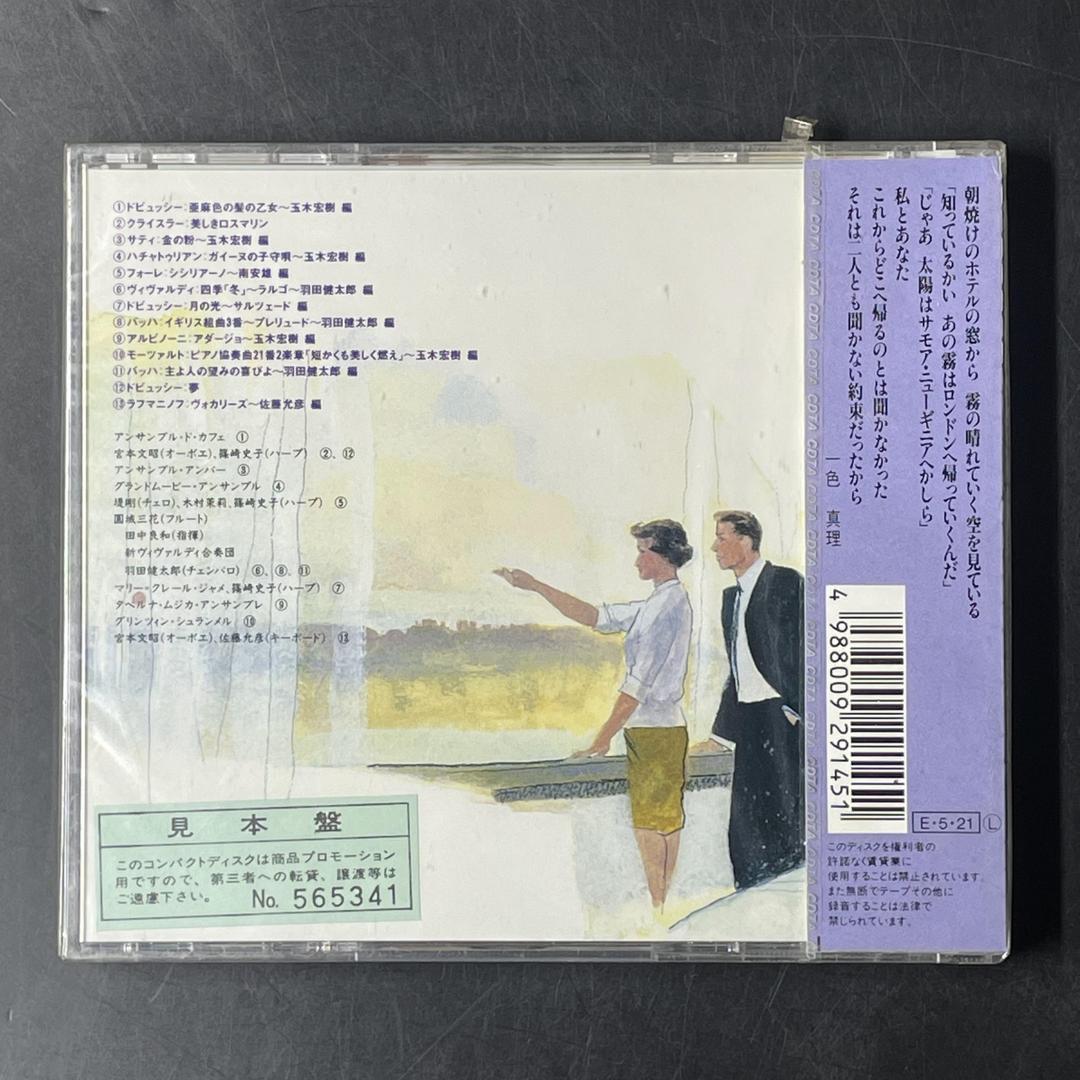 ①ドビュッシー:亜麻色の髪の乙女〜玉木宏樹 編
②クライスラー:美しきロスマリン
③サティ:金の粉〜玉木宏樹 編
④ハチャトゥリアン:ガイーヌの子守唄〜玉木宏樹 編
⑤フォーレ:シシリアーノ〜南安雄 編
⑥ヴィヴァルディ:四季「冬」〜ラルゴ〜羽田健太郎 編
⑦ドビュッシー:月の光〜サルツェード 編
⑧バッハ:イギリス組曲3番〜プレリュード〜羽田健太郎 編
⑨アルビノーニ:アダージョ〜玉木宏樹 編
⑩モーツァルト:ピアノ協奏曲21番2楽章「短かくも美しく燃え」〜玉木宏樹 編
⑪バッハ:主よ人の望みの喜びよ〜羽田健太郎 編
⑫ドビュッシー:夢
⑬ラフマニノフ:ヴォカリーズ〜佐藤允彦 編
アンサンブル・ド・カフェ ①
宮本文昭(オーボエ)、篠崎史子(ハープ) ②、⑫
アンサンブル・アンバー ③
グランドムービー・アンサンブル ④
堤剛(チェロ)、木村茉莉、篠崎史子(ハープ) ⑤
圓城三花(フルート)
田中良和(指揮)
新ヴィヴァルディ合奏団
羽田健太郎(チェンバロ) ⑥、⑧、⑪
マリー・クレール・ジャメ、篠崎史子(ハープ) ⑦
タベルナ・ムジカ・アンサンブレ ⑨
グリンツィン・シュランメル ⑩
宮本文昭(オーボエ)、佐藤允彦(キーボード) ⑬
見本盤
このコンパクトディスクは商品プロモーション
用ですので、第三者への転貸、譲渡等は
ご遠慮下さい。 No. 565341
朝焼けのホテルの窓から 霧の晴れていく空を見ている
「知っているかい あの霧はロンドンへ帰っていくんだ」
「じゃあ 太陽はサモア・ニューギニアへかしら」
私とあなた
これからどこへ帰るのとは聞かなかった
それは二人とも聞かない約束だったから
一色 真理
4 988009 291451
E・5・21 Ⓛ
このディスクを権利者の
許諾なく賃貸業に
使用することは禁止されています。
また無断でテープその他に
録音することは法律で
禁じられています。
CDTA CDTA CDTA CDTA CDTA CDTA CDTA CDTA CDTA CDTA